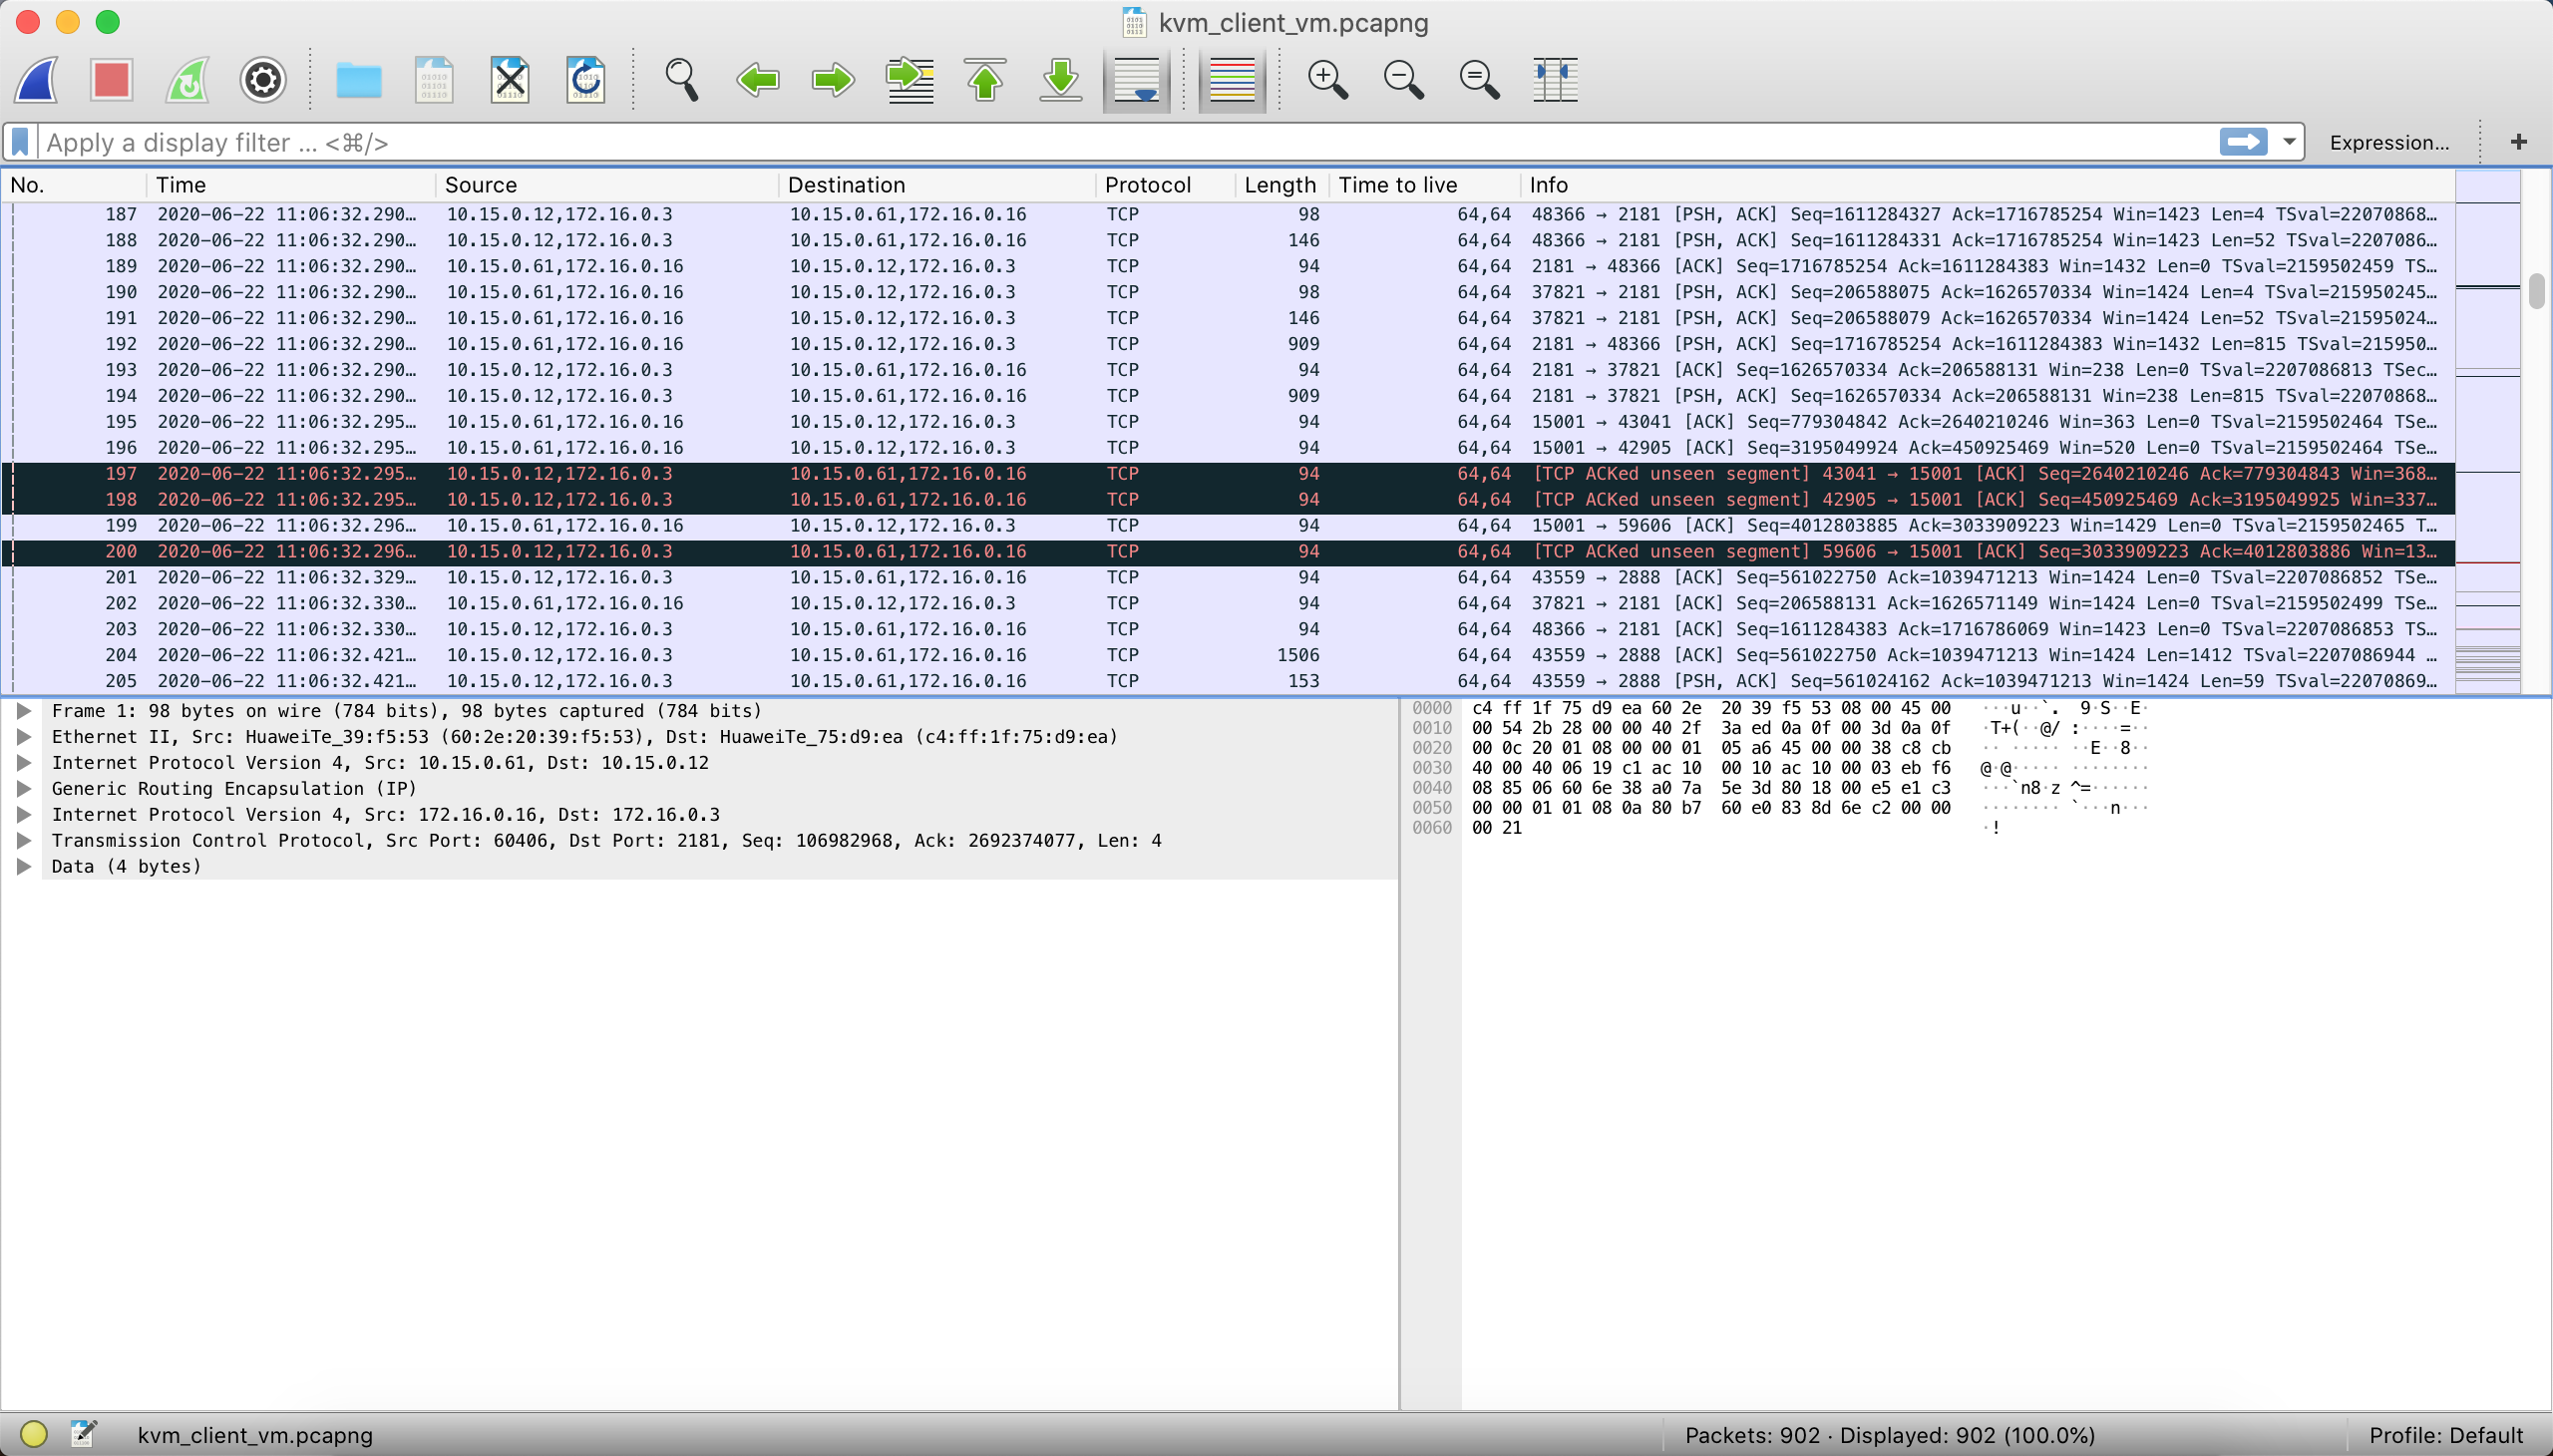 kvm_client_vm.pcapng
Apply a display filter ... <⌘/>
Expression...
+
No. Time Source Destination Protocol Length Time to live Info
187 2020-06-22 11:06:32.290… 10.15.0.12,172.16.0.3 10.15.0.61,172.16.0.16 TCP 98 64,64 48366 → 2181 [PSH, ACK] Seq=1611284327 Ack=1716785254 Win=1423 Len=4 TSval=22070868…
188 2020-06-22 11:06:32.290… 10.15.0.12,172.16.0.3 10.15.0.61,172.16.0.16 TCP 146 64,64 48366 → 2181 [PSH, ACK] Seq=1611284331 Ack=1716785254 Win=1423 Len=52 TSval=2207086…
189 2020-06-22 11:06:32.290… 10.15.0.61,172.16.0.16 10.15.0.12,172.16.0.3 TCP 94 64,64 2181 → 48366 [ACK] Seq=1716785254 Ack=1611284383 Win=1432 Len=0 TSval=2159502459 TS…
190 2020-06-22 11:06:32.290… 10.15.0.61,172.16.0.16 10.15.0.12,172.16.0.3 TCP 98 64,64 37821 → 2181 [PSH, ACK] Seq=206588075 Ack=1626570334 Win=1424 Len=4 TSval=215950245…
191 2020-06-22 11:06:32.290… 10.15.0.61,172.16.0.16 10.15.0.12,172.16.0.3 TCP 146 64,64 37821 → 2181 [PSH, ACK] Seq=206588079 Ack=1626570334 Win=1424 Len=52 TSval=21595024…
192 2020-06-22 11:06:32.290… 10.15.0.61,172.16.0.16 10.15.0.12,172.16.0.3 TCP 909 64,64 2181 → 48366 [PSH, ACK] Seq=1716785254 Ack=1611284383 Win=1432 Len=815 TSval=215950…
193 2020-06-22 11:06:32.290… 10.15.0.12,172.16.0.3 10.15.0.61,172.16.0.16 TCP 94 64,64 2181 → 37821 [ACK] Seq=1626570334 Ack=206588131 Win=238 Len=0 TSval=2207086813 TSec…
194 2020-06-22 11:06:32.290… 10.15.0.12,172.16.0.3 10.15.0.61,172.16.0.16 TCP 909 64,64 2181 → 37821 [PSH, ACK] Seq=1626570334 Ack=206588131 Win=238 Len=815 TSval=22070868…
195 2020-06-22 11:06:32.295… 10.15.0.61,172.16.0.16 10.15.0.12,172.16.0.3 TCP 94 64,64 15001 → 43041 [ACK] Seq=779304842 Ack=2640210246 Win=363 Len=0 TSval=2159502464 TSe…
196 2020-06-22 11:06:32.295… 10.15.0.61,172.16.0.16 10.15.0.12,172.16.0.3 TCP 94 64,64 15001 → 42905 [ACK] Seq=3195049924 Ack=450925469 Win=520 Len=0 TSval=2159502464 TSe…
197 2020-06-22 11:06:32.295… 10.15.0.12,172.16.0.3 10.15.0.61,172.16.0.16 TCP 94 64,64 [TCP ACKed unseen segment] 43041 → 15001 [ACK] Seq=2640210246 Ack=779304843 Win=368…
198 2020-06-22 11:06:32.295… 10.15.0.12,172.16.0.3 10.15.0.61,172.16.0.16 TCP 94 64,64 [TCP ACKed unseen segment] 42905 → 15001 [ACK] Seq=450925469 Ack=3195049925 Win=337…
199 2020-06-22 11:06:32.296… 10.15.0.61,172.16.0.16 10.15.0.12,172.16.0.3 TCP 94 64,64 15001 → 59606 [ACK] Seq=4012803885 Ack=3033909223 Win=1429 Len=0 TSval=2159502465 T…
200 2020-06-22 11:06:32.296… 10.15.0.12,172.16.0.3 10.15.0.61,172.16.0.16 TCP 94 64,64 [TCP ACKed unseen segment] 59606 → 15001 [ACK] Seq=3033909223 Ack=4012803886 Win=13…
201 2020-06-22 11:06:32.329… 10.15.0.12,172.16.0.3 10.15.0.61,172.16.0.16 TCP 94 64,64 43559 → 2888 [ACK] Seq=561022750 Ack=1039471213 Win=1424 Len=0 TSval=2207086852 TSe…
202 2020-06-22 11:06:32.330… 10.15.0.61,172.16.0.16 10.15.0.12,172.16.0.3 TCP 94 64,64 37821 → 2181 [ACK] Seq=206588131 Ack=1626571149 Win=1424 Len=0 TSval=2159502499 TSe…
203 2020-06-22 11:06:32.330… 10.15.0.12,172.16.0.3 10.15.0.61,172.16.0.16 TCP 94 64,64 48366 → 2181 [ACK] Seq=1611284383 Ack=1716786069 Win=1423 Len=0 TSval=2207086853 TS…
204 2020-06-22 11:06:32.421… 10.15.0.12,172.16.0.3 10.15.0.61,172.16.0.16 TCP 1506 64,64 43559 → 2888 [ACK] Seq=561022750 Ack=1039471213 Win=1424 Len=1412 TSval=2207086944 …
205 2020-06-22 11:06:32.421… 10.15.0.12,172.16.0.3 10.15.0.61,172.16.0.16 TCP 153 64,64 43559 → 2888 [PSH, ACK] Seq=561024162 Ack=1039471213 Win=1424 Len=59 TSval=22070869…
Frame 1: 98 bytes on wire (784 bits), 98 bytes captured (784 bits)
Ethernet II, Src: HuaweiTe_39:f5:53 (60:2e:20:39:f5:53), Dst: HuaweiTe_75:d9:ea (c4:ff:1f:75:d9:ea)
Internet Protocol Version 4, Src: 10.15.0.61, Dst: 10.15.0.12
Generic Routing Encapsulation (IP)
Internet Protocol Version 4, Src: 172.16.0.16, Dst: 172.16.0.3
Transmission Control Protocol, Src Port: 60406, Dst Port: 2181, Seq: 106982968, Ack: 2692374077, Len: 4
Data (4 bytes)
0000 c4 ff 1f 75 d9 ea 60 2e 20 39 f5 53 08 00 45 00 ···u··`. 9·S··E·
0010 00 54 2b 28 00 00 40 2f 3a ed 0a 0f 00 3d 0a 0f ·T+(··@/ :····=··
0020 00 0c 20 01 08 00 00 01 05 a6 45 00 00 38 c8 cb ·· ····· ··E··8··
0030 40 00 40 06 19 c1 ac 10 00 10 ac 10 00 03 eb f6 @·@····· ········
0040 08 85 06 60 6e 38 a0 7a 5e 3d 80 18 00 e5 e1 c3 ···`n8·z ^=······
0050 00 00 01 01 08 0a 80 b7 60 e0 83 8d 6e c2 00 00 ········ `···n···
0060 00 21 ·!
kvm_client_vm.pcapng
Packets: 902 · Displayed: 902 (100.0%)
Profile: Default